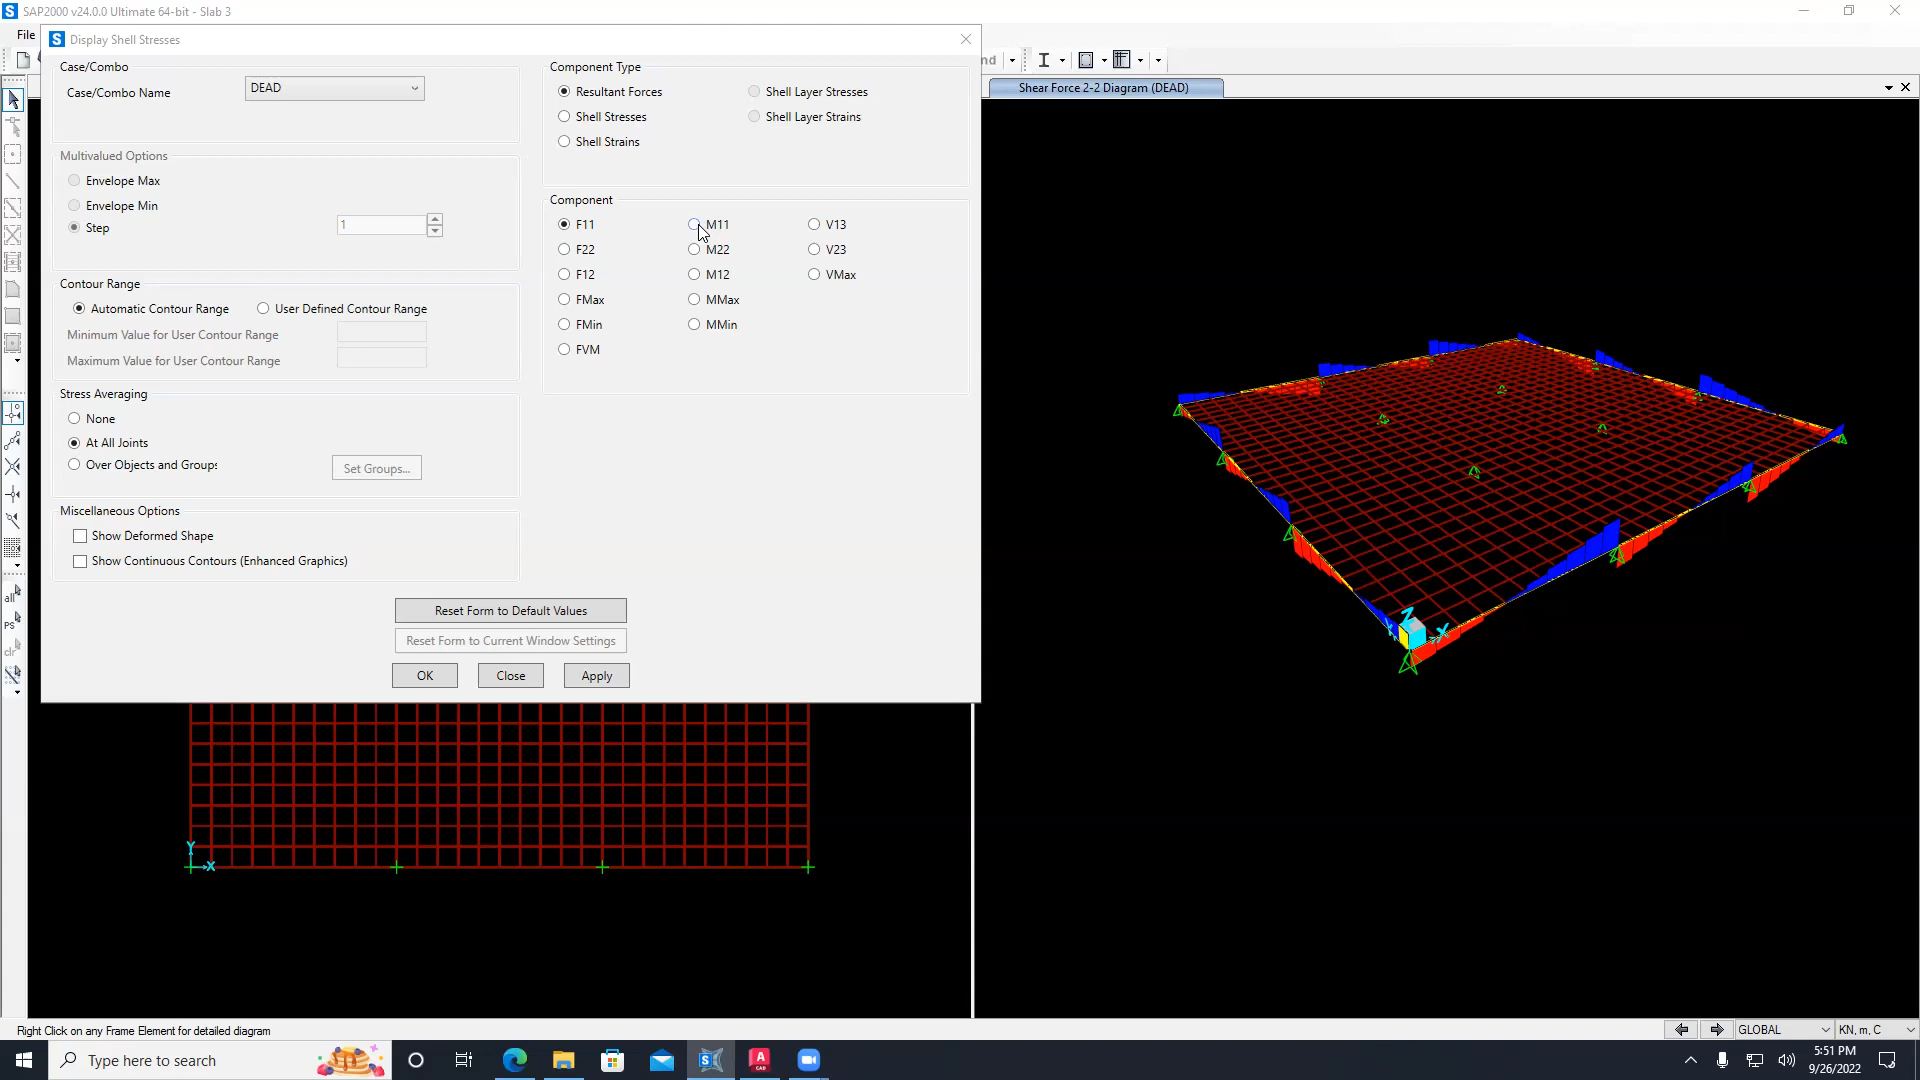 SAP2000 v24.0.0 Ultimate 64-bit - Slab 3
File
Display Shell Stresses
Case/Combo
Case/Combo Name
DEAD
Multivalued Options
Envelope Max
Envelope Min
Step
1
Contour Range
Automatic Contour Range
User Defined Contour Range
Minimum Value for User Contour Range
Maximum Value for User Contour Range
Stress Averaging
None
At All Joints
Over Objects and Groups
Set Groups...
Miscellaneous Options
Show Deformed Shape
Show Continuous Contours (Enhanced Graphics)
Component Type
Resultant Forces
Shell Layer Stresses
Shell Stresses
Shell Layer Strains
Shell Strains
Component
F11
M11
V13
F22
M22
V23
F12
M12
VMax
FMax
MMax
FMin
MMin
FVM
Reset Form to Default Values
Reset Form to Current Window Settings
OK
Close
Apply
nd
Shear Force 2-2 Diagram (DEAD)
all
PS
clr
Y
X
Z
X
Right Click on any Frame Element for detailed diagram
GLOBAL
KN, m, C
Type here to search
5:51 PM
9/26/2022